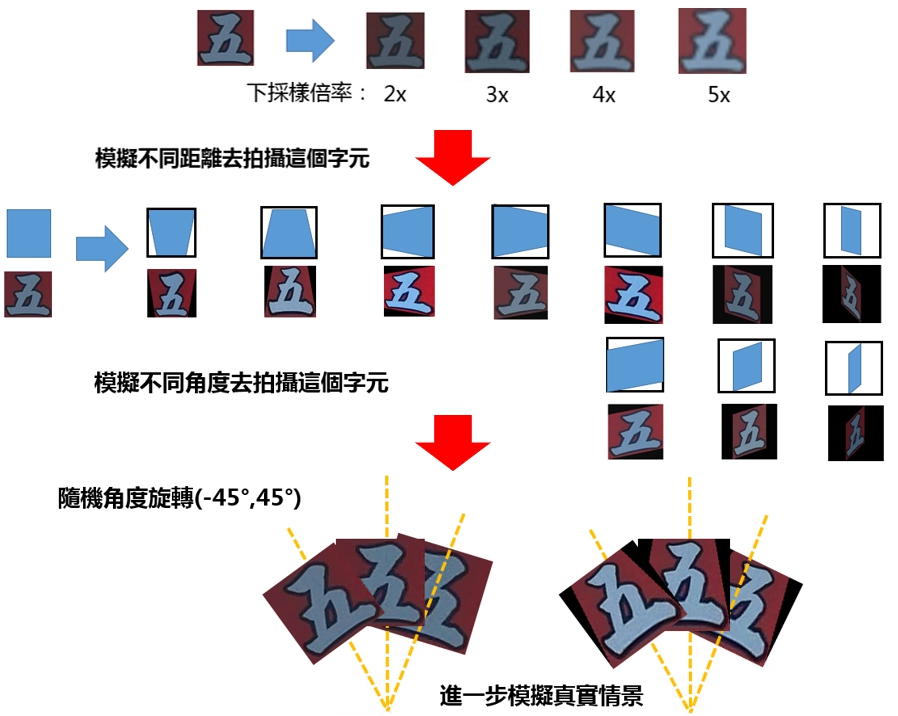 五 五 五 五 五
下採樣倍率： 2x 3x 4x 5x
模擬不同距離去拍攝這個字元
五 五 五 五 五 五 五 五
模擬不同角度去拍攝這個字元
五 五 五
隨機角度旋轉(-45°,45°)
五 五 五 五 五 五
進一步模擬真實情景